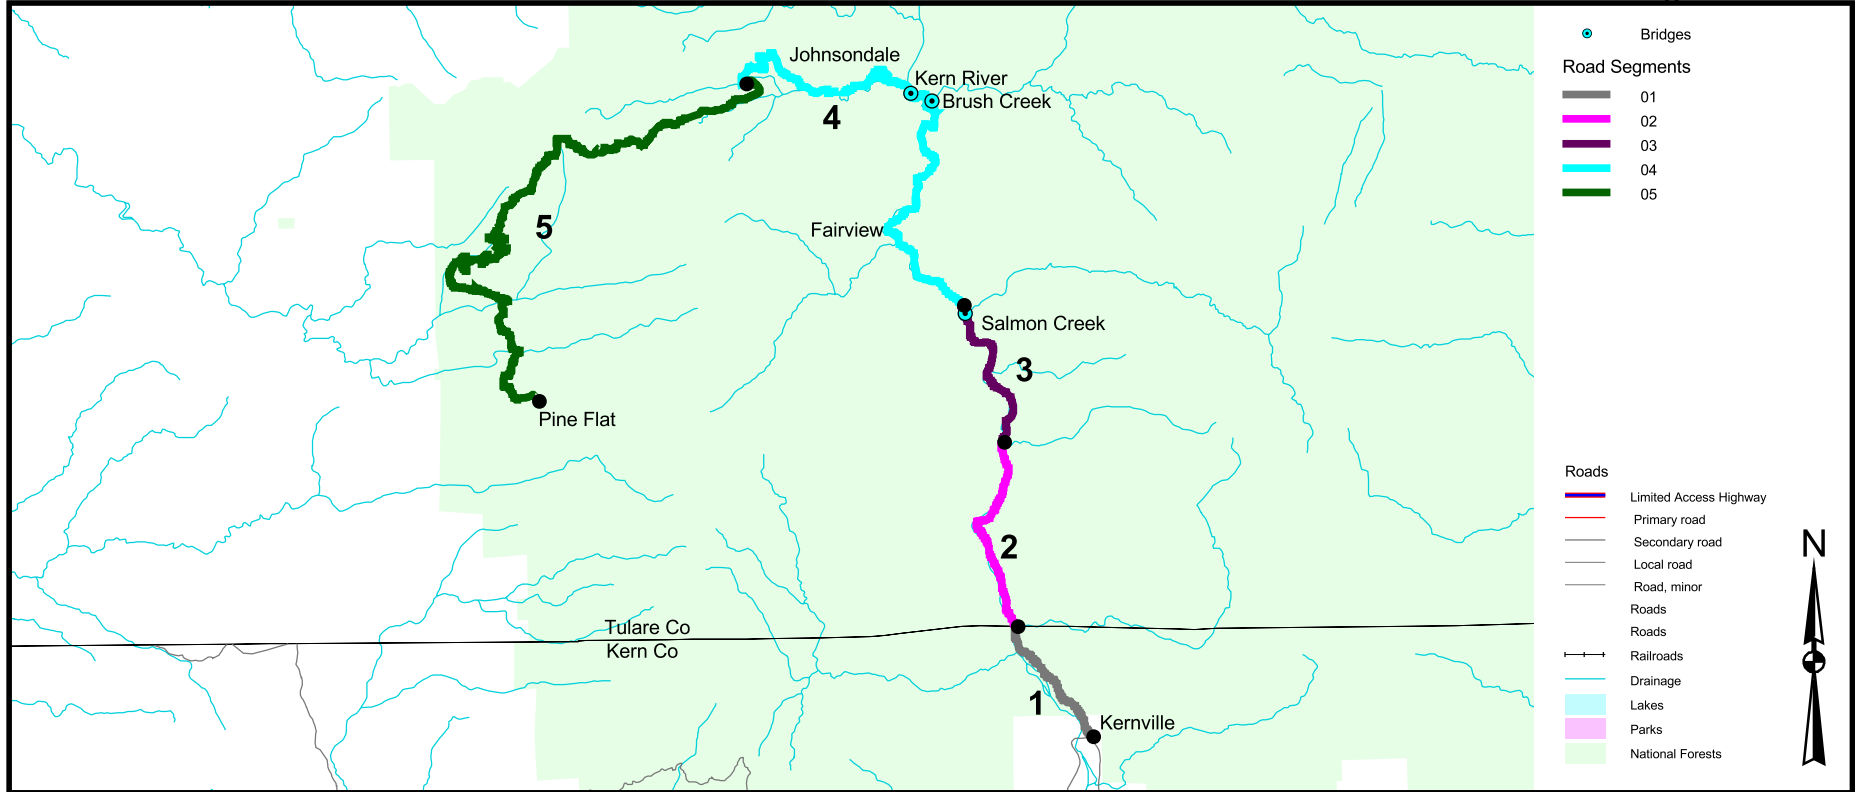 Johnsondale
Kern River
Brush Creek
4
5
Fairview
Salmon Creek
3
Pine Flat
2
Tulare Co
Kern Co
1
Kernville
Bridges
Road Segments
01
02
03
04
05
Roads
Limited Access Highway
Primary road
Secondary road
Local road
Road, minor
Roads
Roads
Railroads
Drainage
Lakes
Parks
National Forests
N